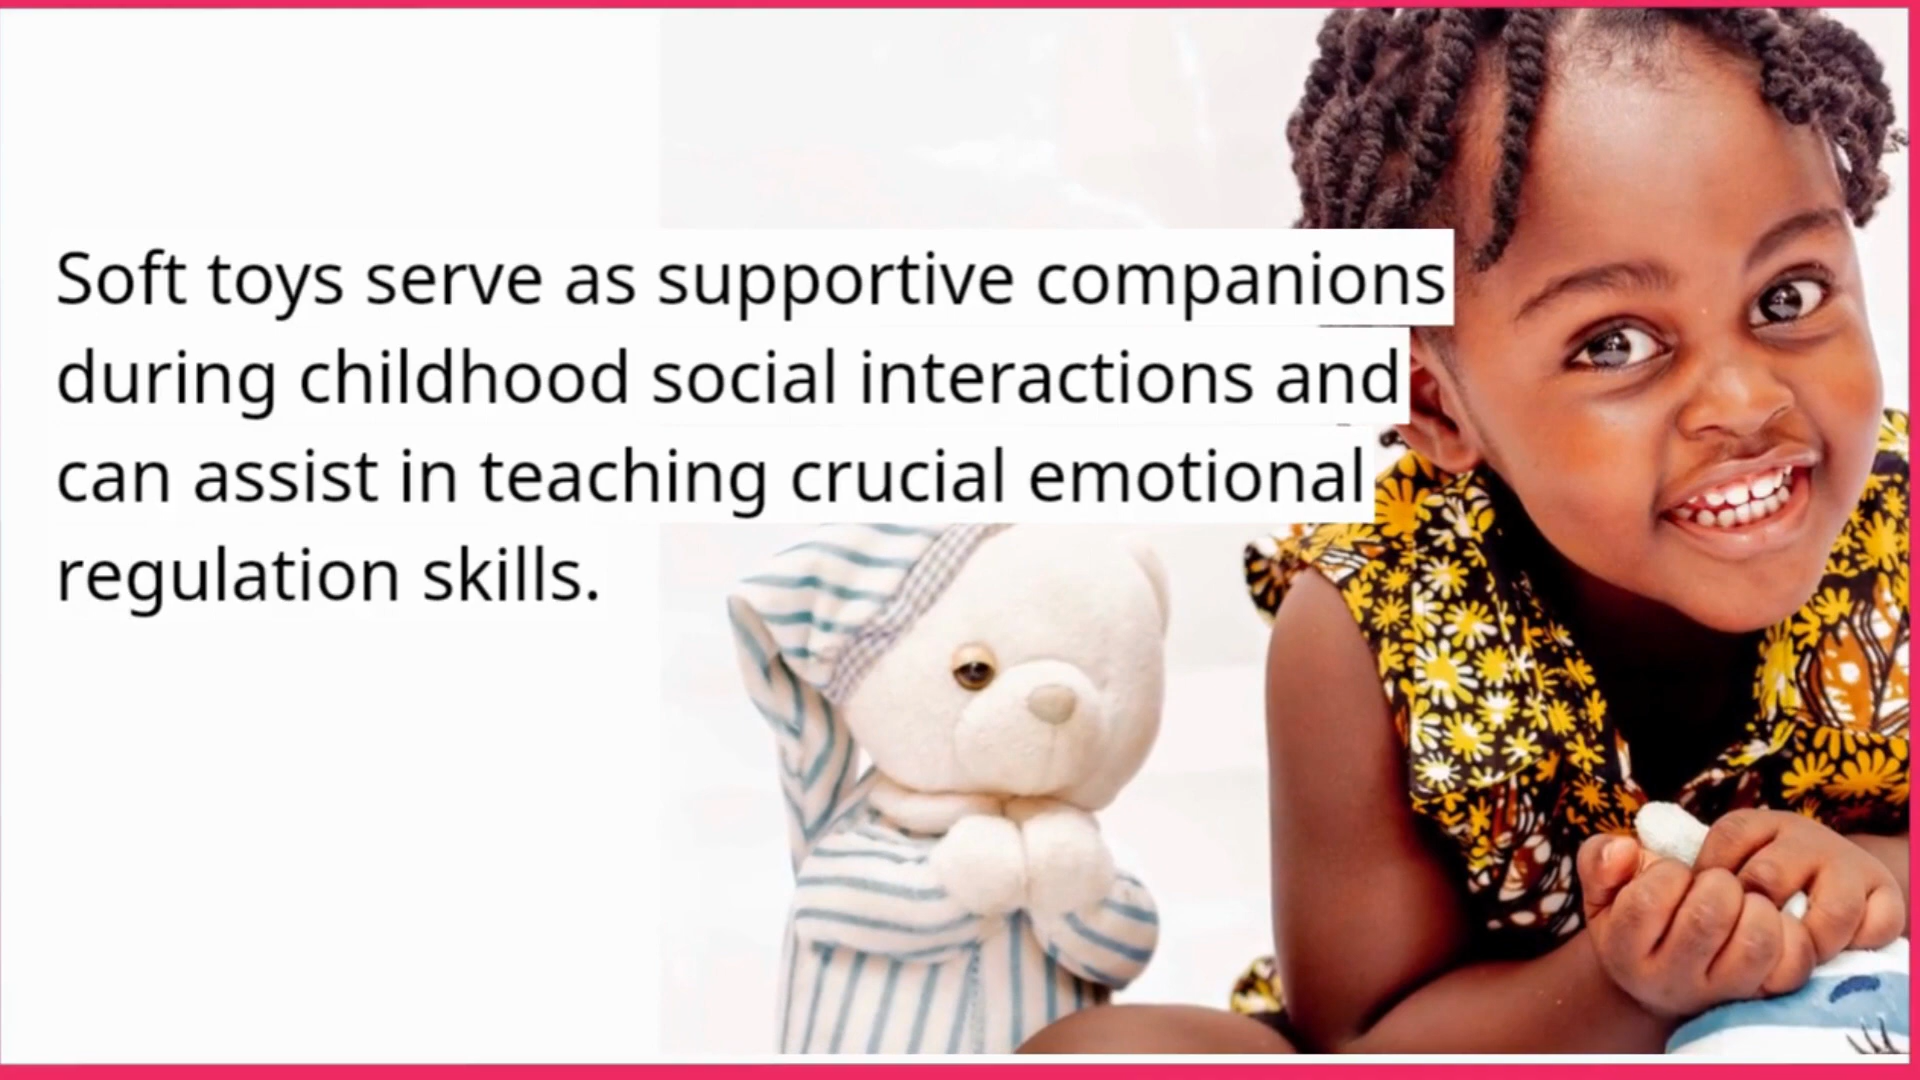 Soft toys serve as supportive companions
during childhood social interactions and
can assist in teaching crucial emotional
regulation skills.